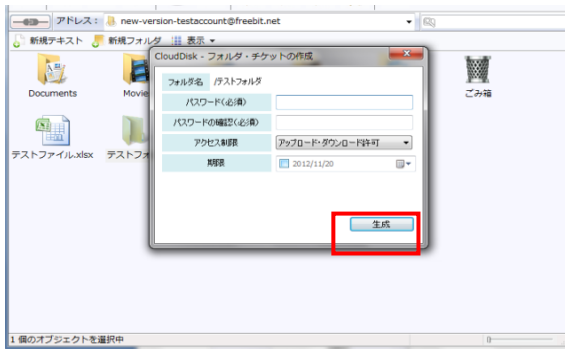 アドレス： new-version-testaccount@freebit.net
新規テキスト 新規フォルダ 表示
CloudDisk - フォルダ・チケットの作成
フォルダ名 /テストフォルダ
パスワード(必須)
パスワードの確認(必須)
アクセス制限 アップロード・ダウンロード許可
期限 2012/11/20
生成
Documents
Movie
ごみ箱
テストファイル.xlsx
テストフォ
1 個のオブジェクトを選択中